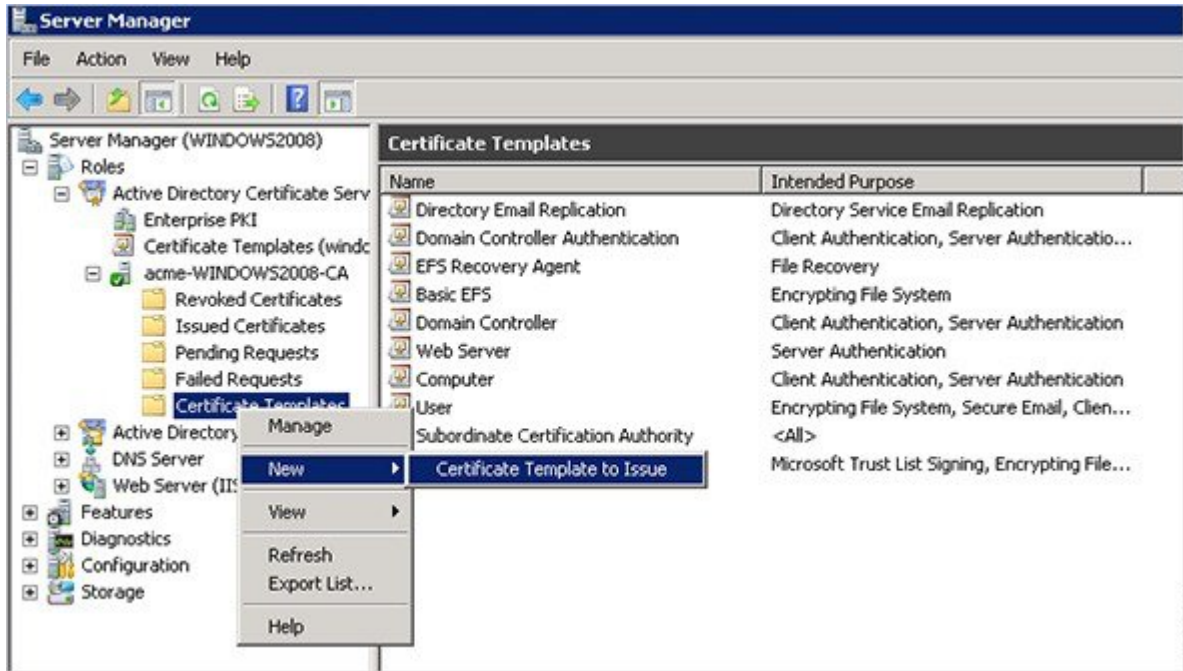 Server Manager
File Action View Help
Server Manager (WINDOWS2008)
Roles
Active Directory Certificate Serv
Enterprise PKI
Certificate Templates (windc
acme-WINDOWS2008-CA
Revoked Certificates
Issued Certificates
Pending Requests
Failed Requests
Certificate Templates
Active Directory
DNS Server
Web Server (IIS
Features
Diagnostics
Configuration
Storage
Manage
New
View
Refresh
Export List...
Help
Certificate Template to Issue
Certificate Templates
Name Intended Purpose
Directory Email Replication Directory Service Email Replication
Domain Controller Authentication Client Authentication, Server Authenticatio...
EFS Recovery Agent File Recovery
Basic EFS Encrypting File System
Domain Controller Client Authentication, Server Authentication
Web Server Server Authentication
Computer Client Authentication, Server Authentication
User Encrypting File System, Secure Email, Clien...
Subordinate Certification Authority <All>
Microsoft Trust List Signing, Encrypting File...